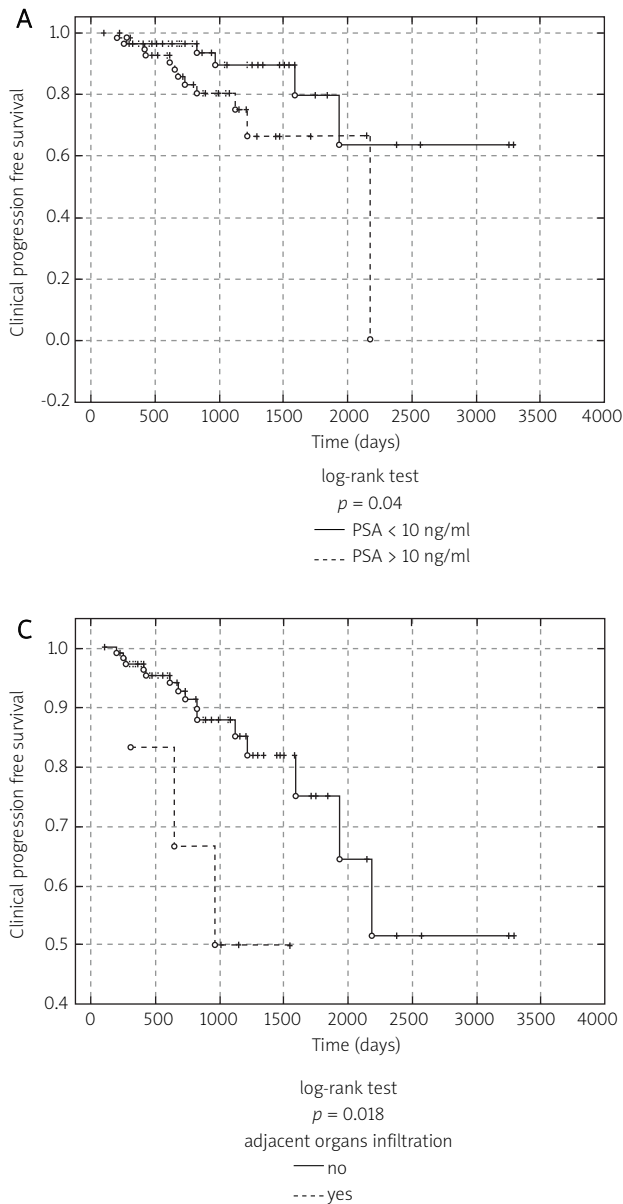 A
Clinical progression free survival
1.0
0.8
0.6
0.4
0.2
0.0
-0.2
0 500 1000 1500 2000 2500 3000 3500 4000
Time (days)
log-rank test
p = 0.04
PSA < 10 ng/ml
PSA > 10 ng/ml
C
Clinical progression free survival
1.0
0.9
0.8
0.7
0.6
0.5
0.4
0 500 1000 1500 2000 2500 3000 3500 4000
Time (days)
log-rank test
p = 0.018
adjacent organs infiltration
no
yes